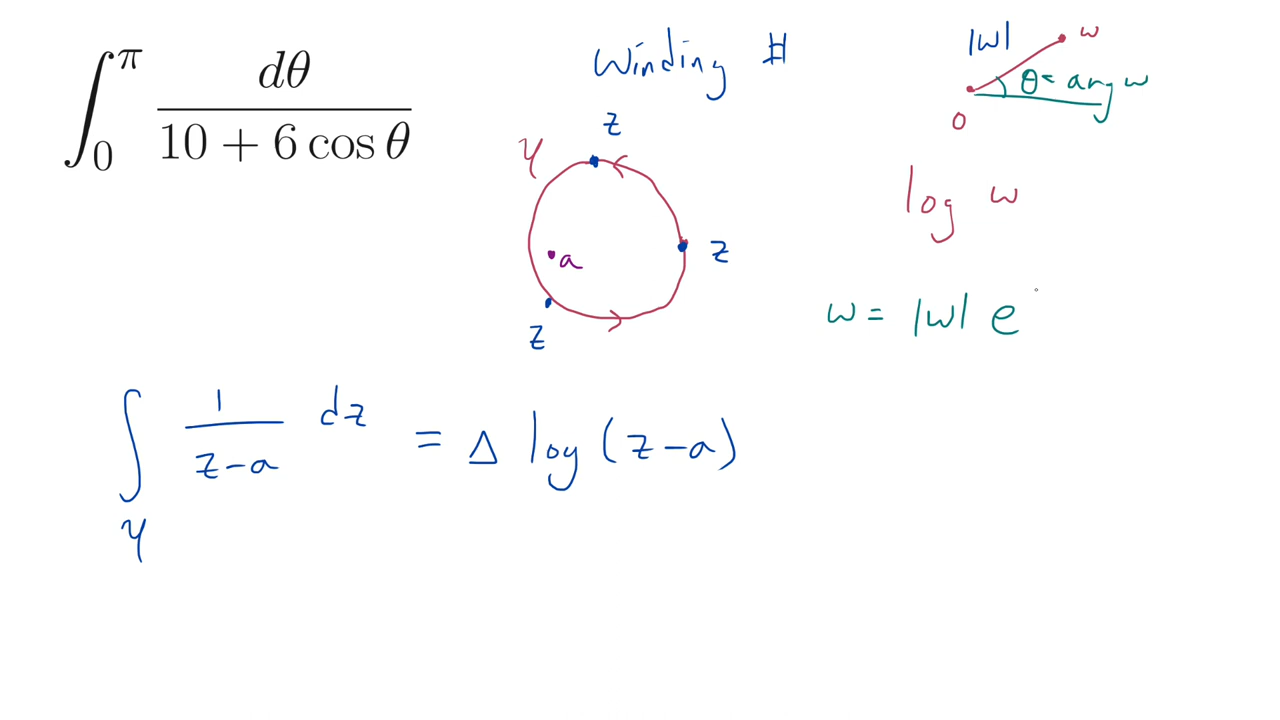 ∫_0^π dθ / (10 + 6 cos θ)
Winding #
|w|
w
θ = arg w
0
z
γ
log w
z
a
w = |w| e
z
∫_γ 1/(z-a) dz = Δ log (z-a)